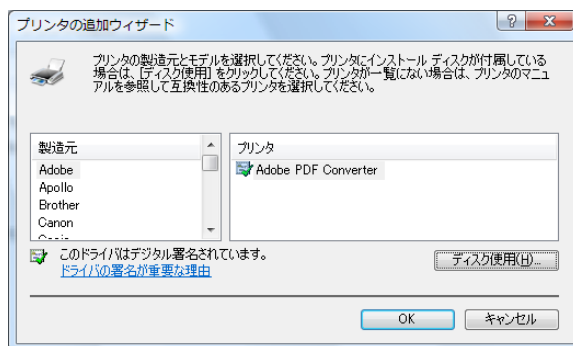 プリンタの追加ウィザード
プリンタの製造元とモデルを選択してください。プリンタにインストール ディスクが付属している
場合は、[ディスク使用] をクリックしてください。プリンタが一覧にない場合は、プリンタのマニュ
アルを参照して互換性のあるプリンタを選択してください。
製造元
Adobe
Apollo
Brother
Canon
プリンタ
Adobe PDF Converter
このドライバはデジタル署名されています。
ドライバの署名が重要な理由
ディスク使用(H)...
OK
キャンセル